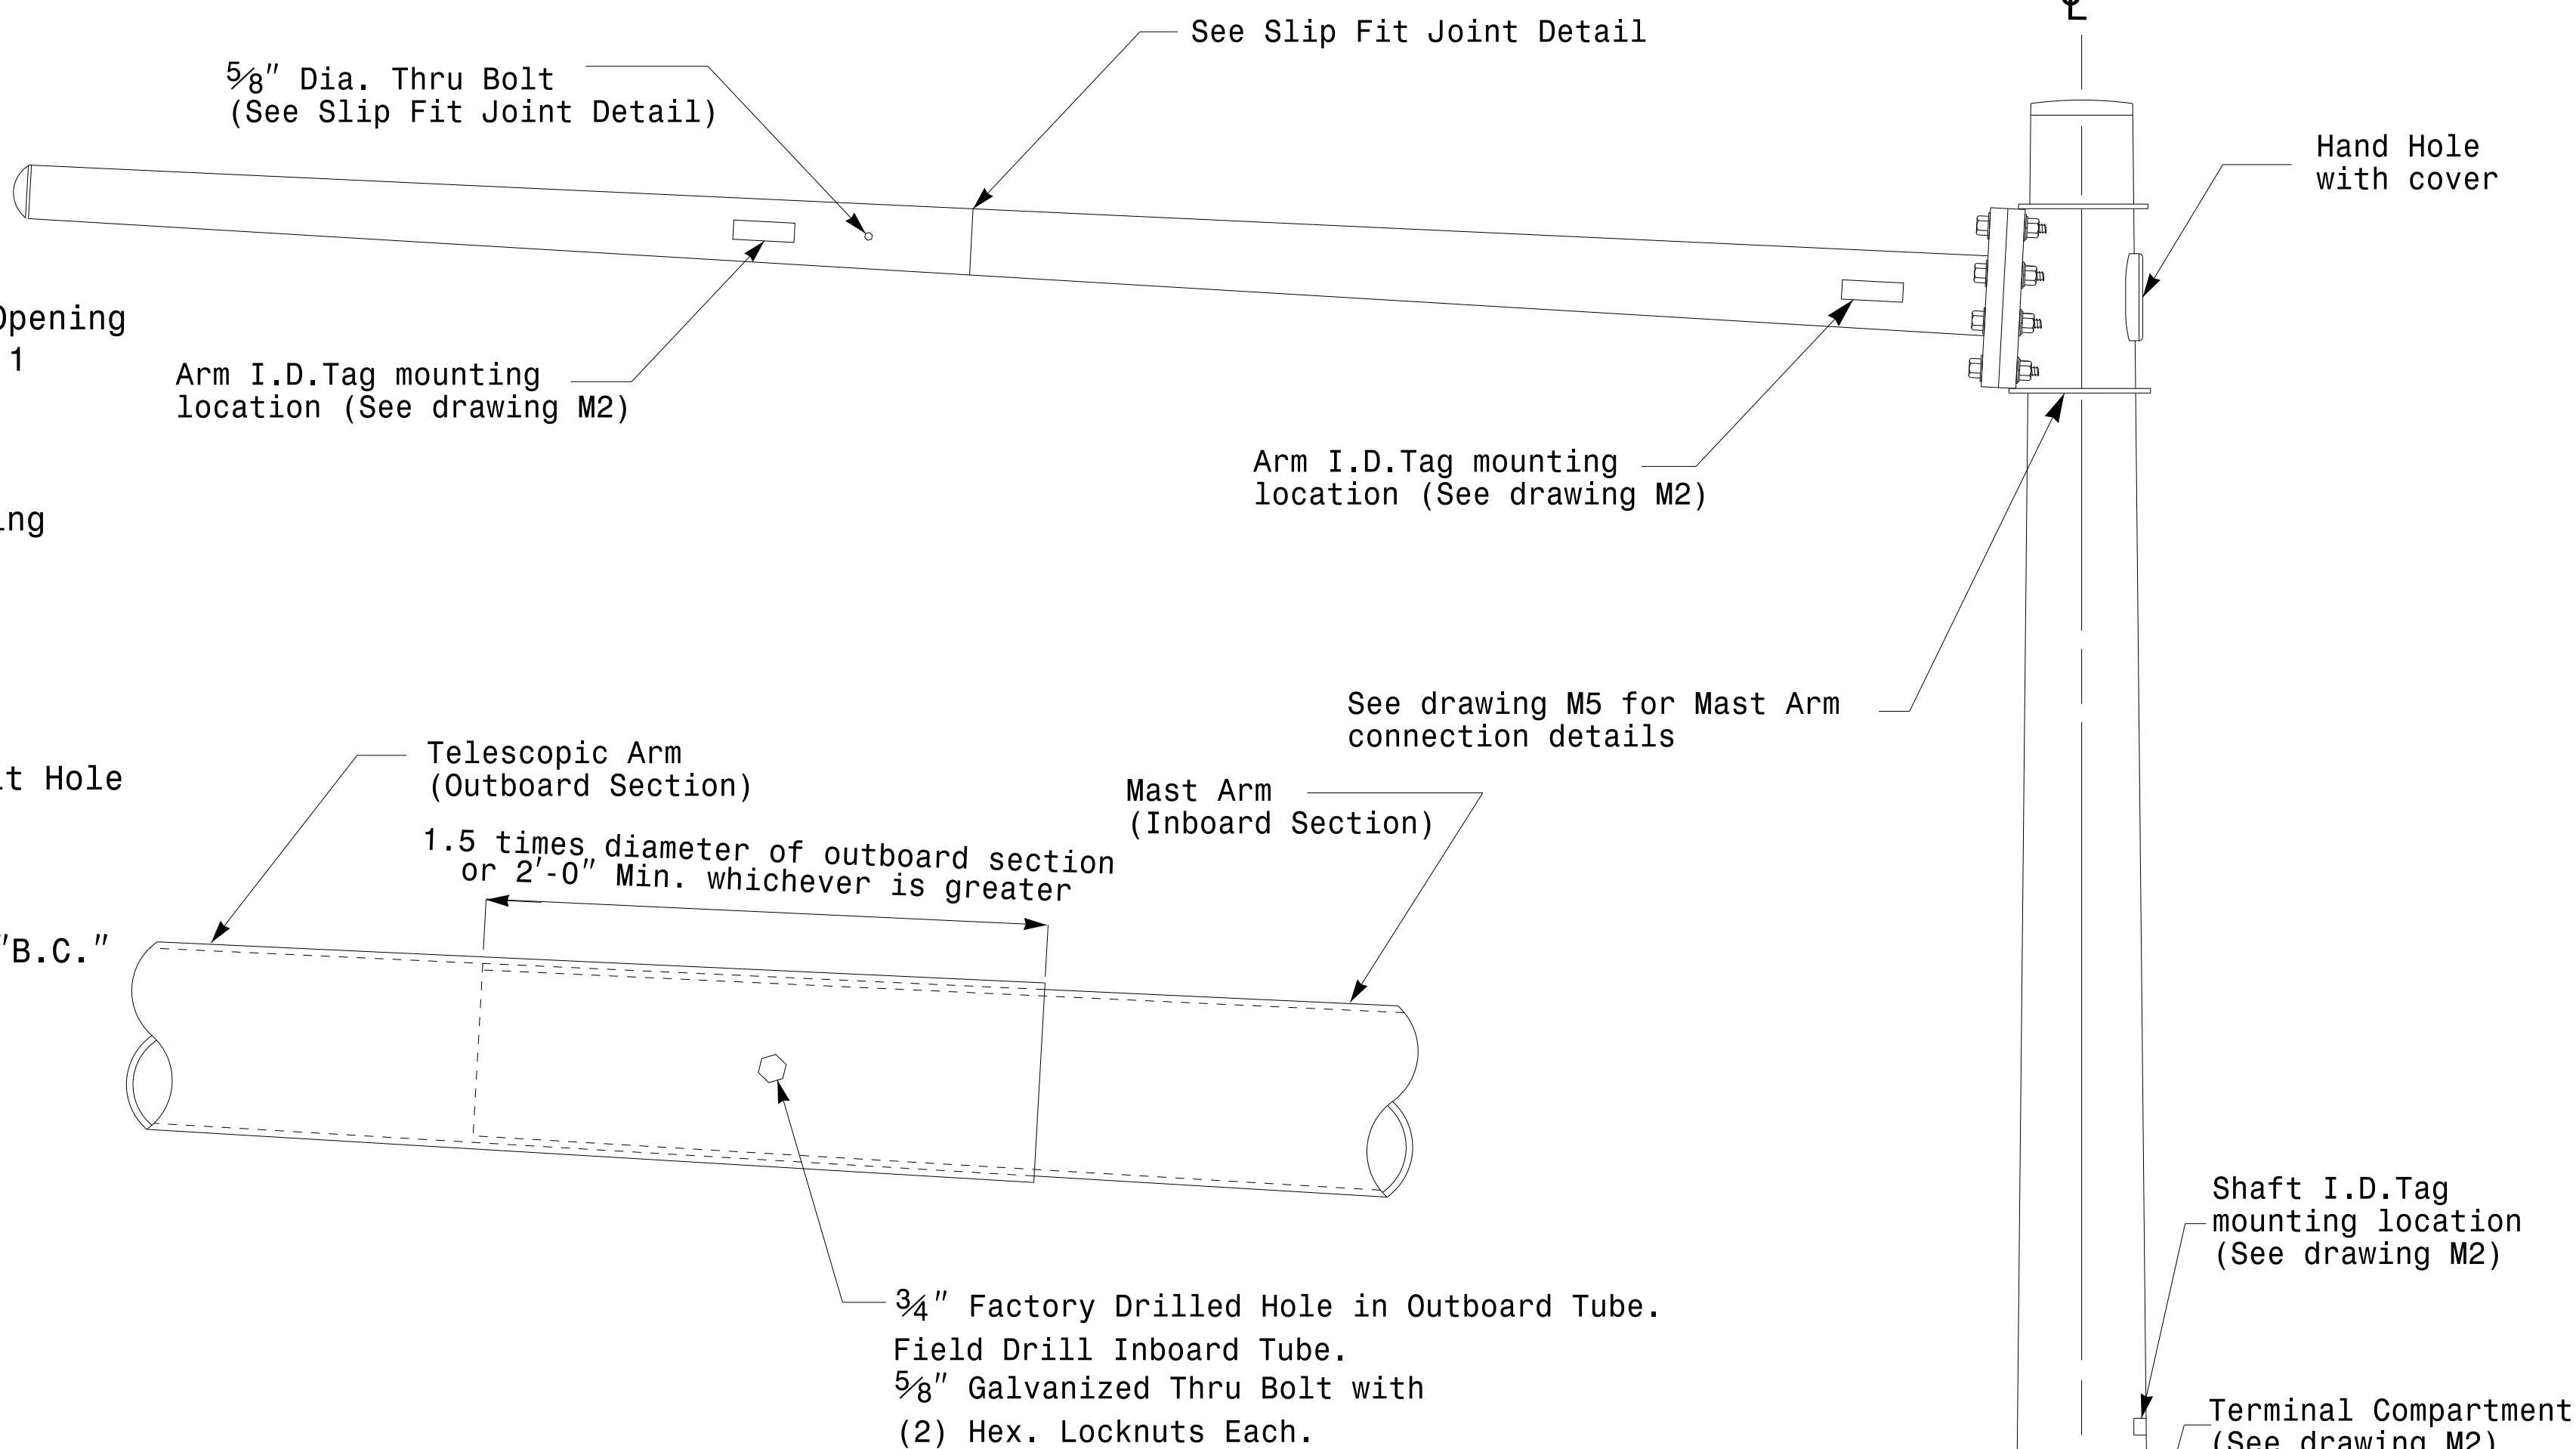 ℄
See Slip Fit Joint Detail
5/8" Dia. Thru Bolt
(See Slip Fit Joint Detail)
Hand Hole
with cover
Opening
1
Arm I.D.Tag mounting
location (See drawing M2)
Arm I.D.Tag mounting
location (See drawing M2)
See drawing M5 for Mast Arm
connection details
Telescopic Arm
(Outboard Section)
Hole
Mast Arm
(Inboard Section)
1.5 times diameter of outboard section
or 2'-0" Min. whichever is greater
"B.C."
Shaft I.D.Tag
mounting location
(See drawing M2)
3/4" Factory Drilled Hole in Outboard Tube.
Field Drill Inboard Tube.
5/8" Galvanized Thru Bolt with
(2) Hex. Locknuts Each.
Terminal Compartment
(See drawing M2)